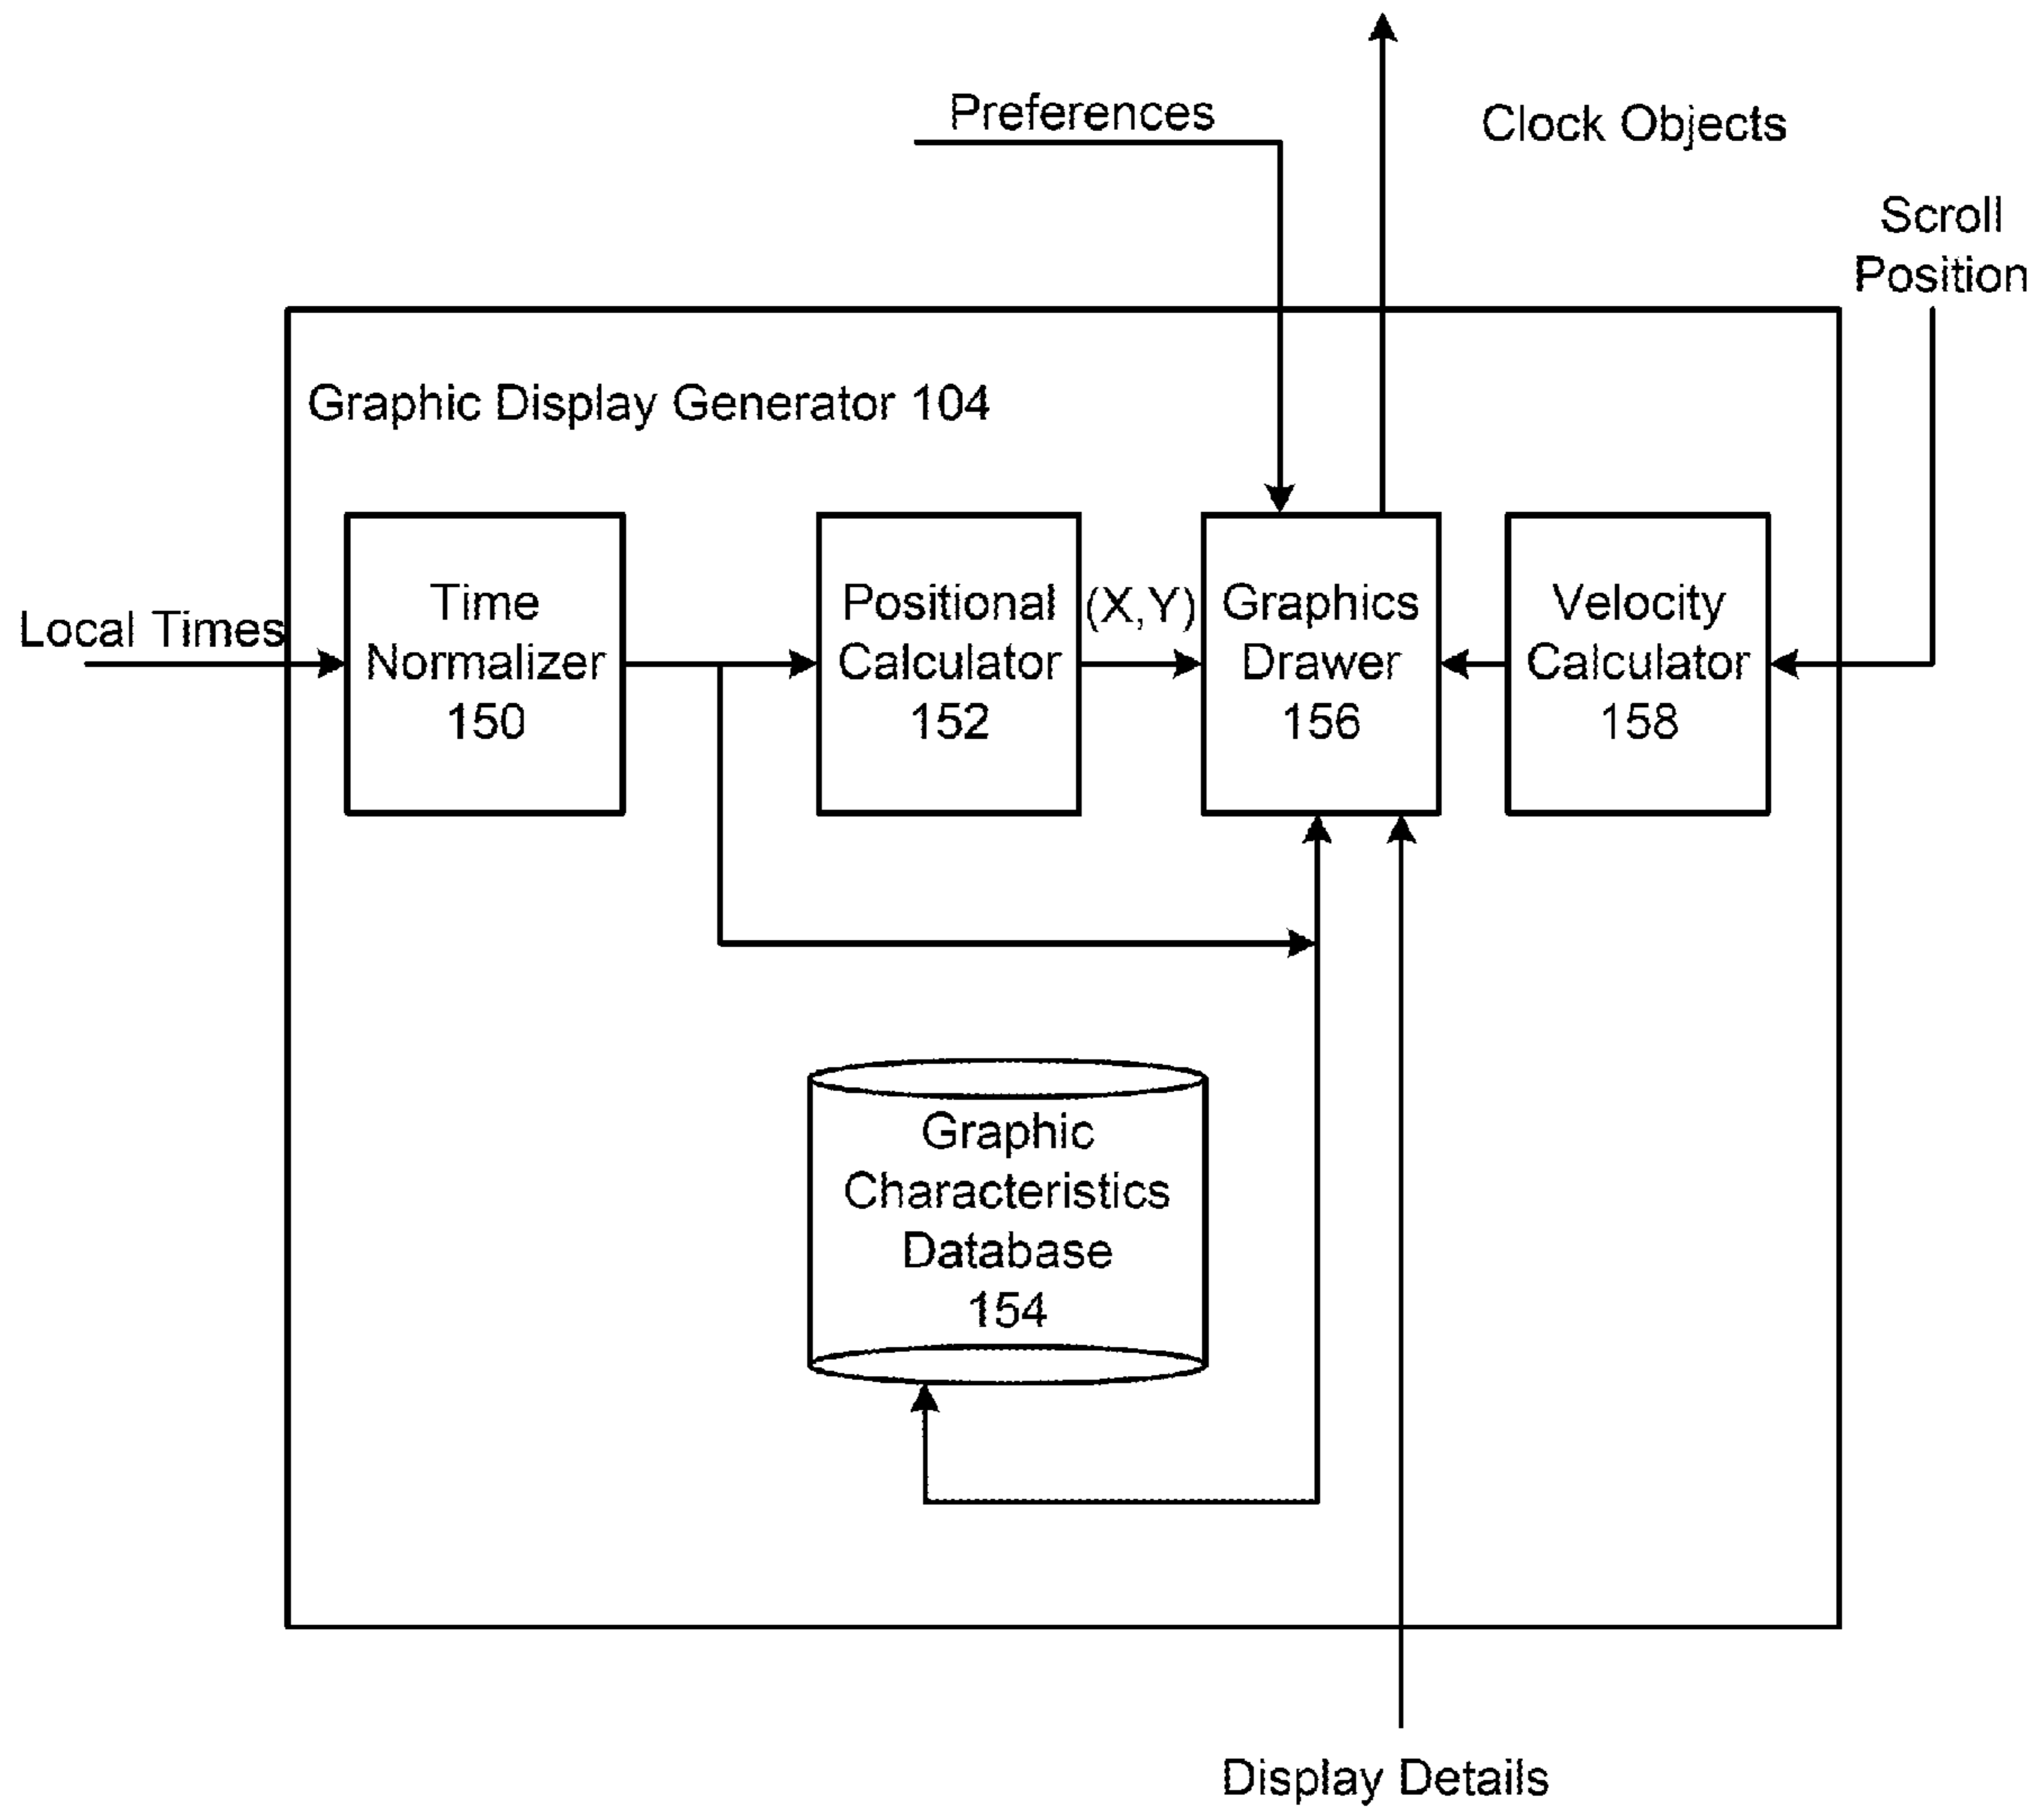 Preferences
Clock Objects
Scroll
Position
Graphic Display Generator 104
Local Times
Time
Normalizer
150
Positional
Calculator
152
(X,Y)
Graphics
Drawer
156
Velocity
Calculator
158
Graphic
Characteristics
Database
154
Display Details